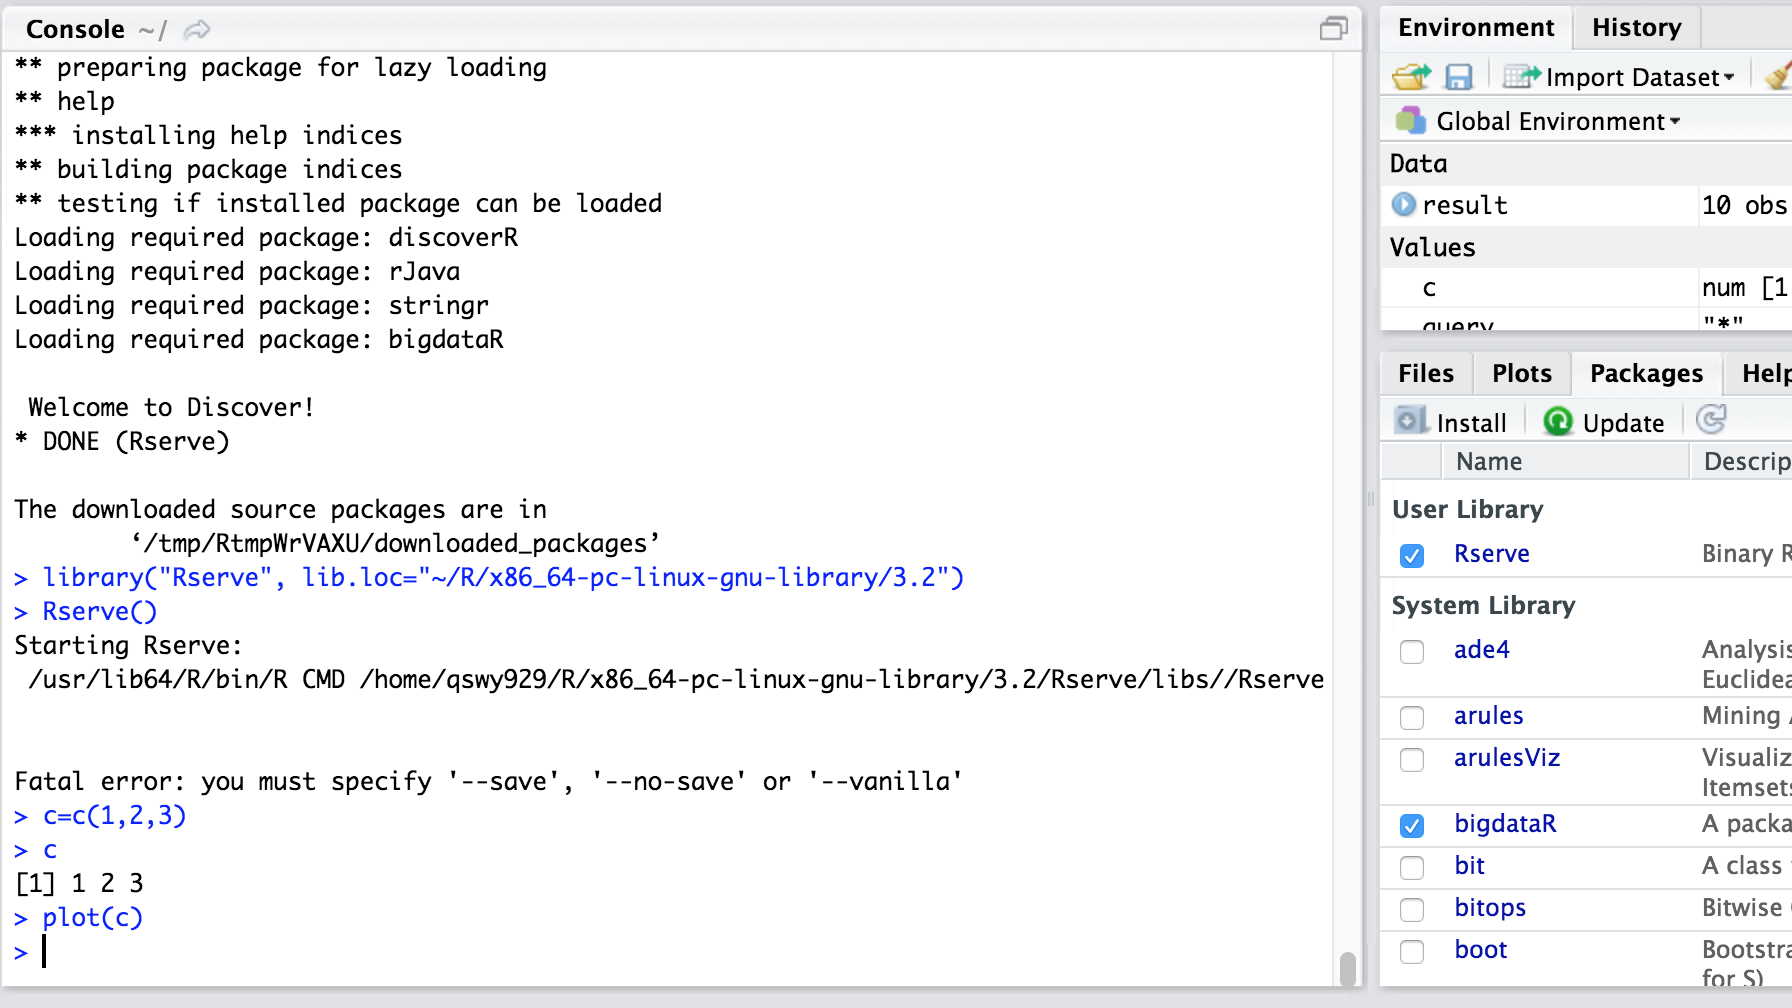 Console ~/
** preparing package for lazy loading
** help
*** installing help indices
** building package indices
** testing if installed package can be loaded
Loading required package: discoverR
Loading required package: rJava
Loading required package: stringr
Loading required package: bigdataR
Welcome to Discover!
* DONE (Rserve)
The downloaded source packages are in
‘/tmp/RtmpWrVAXU/downloaded_packages’
> library("Rserve", lib.loc="~/R/x86_64-pc-linux-gnu-library/3.2")
> Rserve()
Starting Rserve:
/usr/lib64/R/bin/R CMD /home/qswy929/R/x86_64-pc-linux-gnu-library/3.2/Rserve/libs//Rserve
Fatal error: you must specify '--save', '--no-save' or '--vanilla'
> c=c(1,2,3)
> c
[1] 1 2 3
> plot(c)
>
Environment History
Import Dataset
Global Environment
Data
result 10 obs
Values
c num [1
query "*"
Files Plots Packages Help
Install Update
Name Descrip
User Library
Rserve Binary R
System Library
ade4 Analysis
Euclidea
arules Mining A
arulesViz Visualiz
Itemsets
bigdataR A packa
bit A class
bitops Bitwise
boot Bootstra
for S)